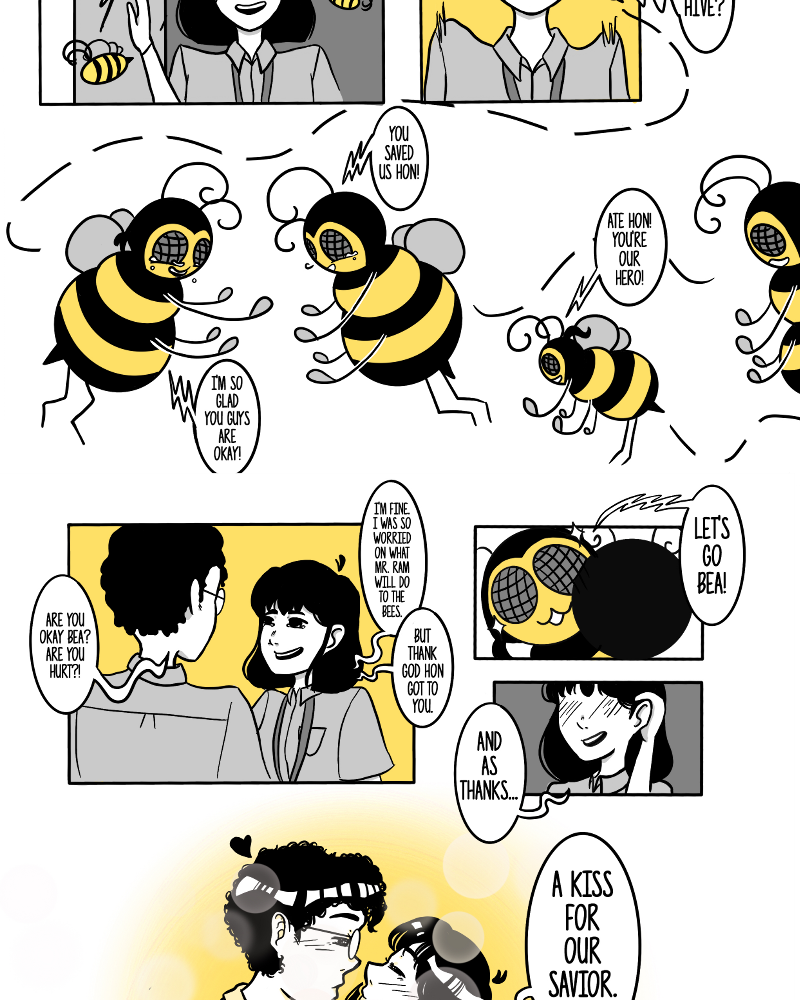 HIVE?
YOU
SAVED
US HON!
ATE HON!
YOU'RE
OUR
HERO!
I'M SO
GLAD
YOU GUYS
ARE
OKAY!
I'M FINE.
I WAS SO
WORRIED
ON WHAT
MR. RAM
WILL DO
TO THE
BEES.
ARE YOU
OKAY BEA?
ARE YOU
HURT?!
BUT
THANK
GOD HON
GOT TO
YOU.
LET'S
GO
BEA!
AND
AS
THANKS...
A KISS
FOR
OUR
SAVIOR.